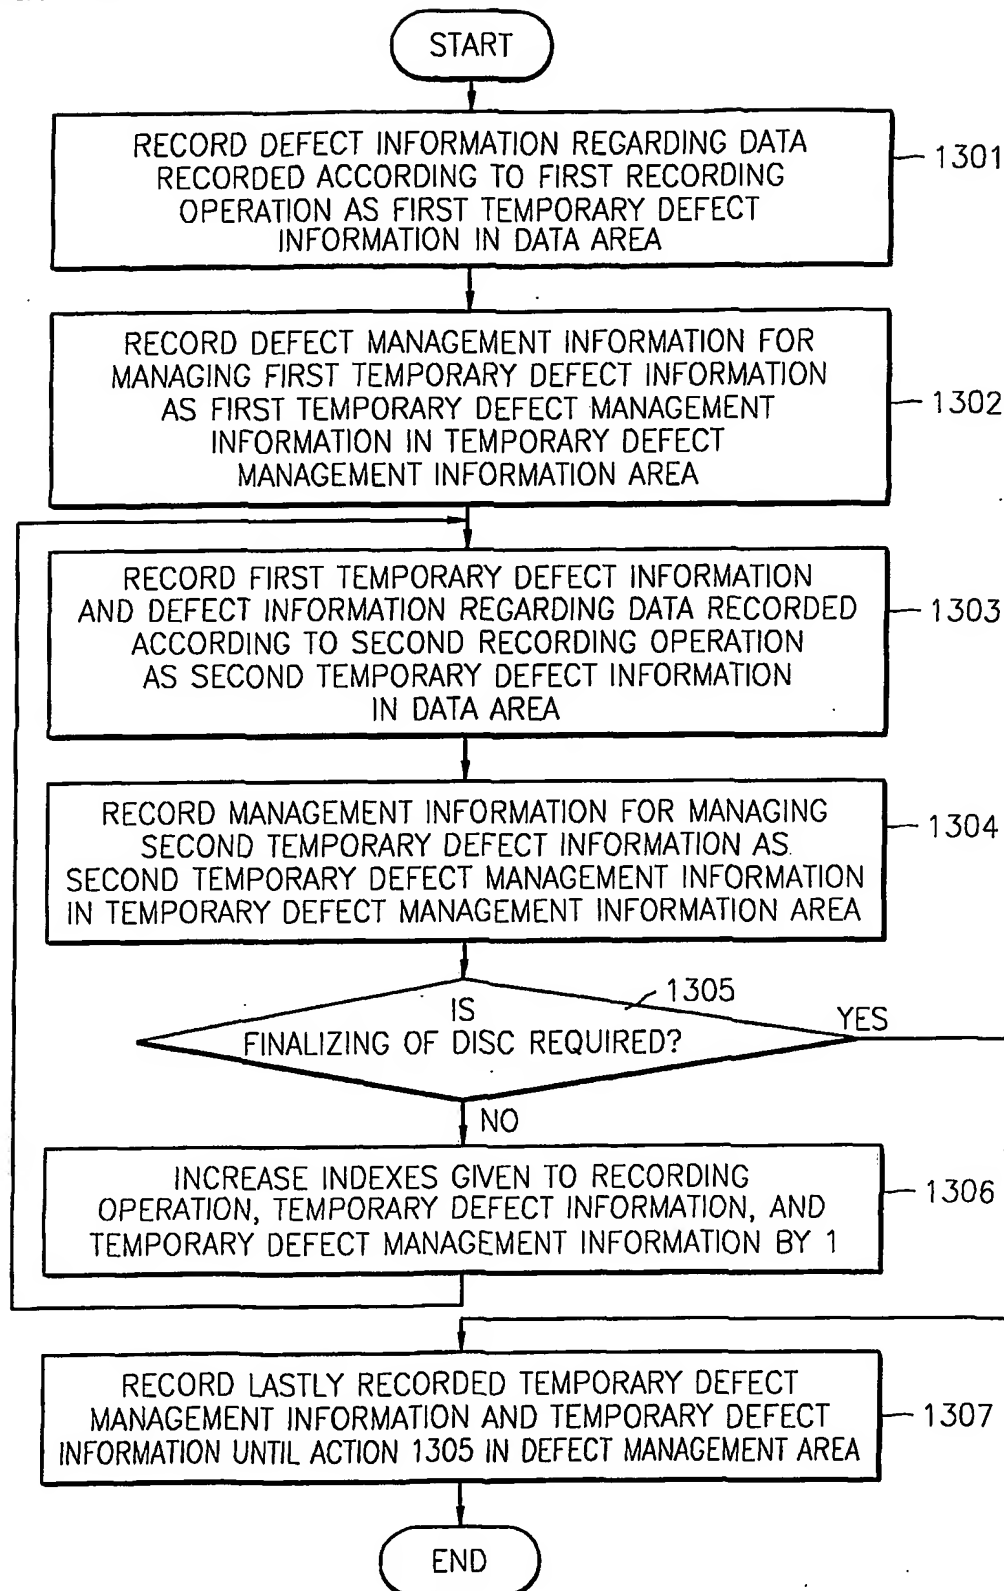 START
RECORD DEFECT INFORMATION REGARDING DATA
RECORDED ACCORDING TO FIRST RECORDING
OPERATION AS FIRST TEMPORARY DEFECT
INFORMATION IN DATA AREA
1301
RECORD DEFECT MANAGEMENT INFORMATION FOR
MANAGING FIRST TEMPORARY DEFECT INFORMATION
AS FIRST TEMPORARY DEFECT MANAGEMENT
INFORMATION IN TEMPORARY DEFECT
MANAGEMENT INFORMATION AREA
1302
RECORD FIRST TEMPORARY DEFECT INFORMATION
AND DEFECT INFORMATION REGARDING DATA RECORDED
ACCORDING TO SECOND RECORDING OPERATION
AS SECOND TEMPORARY DEFECT INFORMATION
IN DATA AREA
1303
RECORD MANAGEMENT INFORMATION FOR MANAGING
SECOND TEMPORARY DEFECT INFORMATION AS
SECOND TEMPORARY DEFECT MANAGEMENT INFORMATION
IN TEMPORARY DEFECT MANAGEMENT INFORMATION AREA
1304
1305
IS
FINALIZING OF DISC REQUIRED?
YES
NO
INCREASE INDEXES GIVEN TO RECORDING
OPERATION, TEMPORARY DEFECT INFORMATION, AND
TEMPORARY DEFECT MANAGEMENT INFORMATION BY 1
1306
RECORD LASTLY RECORDED TEMPORARY DEFECT
MANAGEMENT INFORMATION AND TEMPORARY DEFECT
INFORMATION UNTIL ACTION 1305 IN DEFECT MANAGEMENT AREA
1307
END